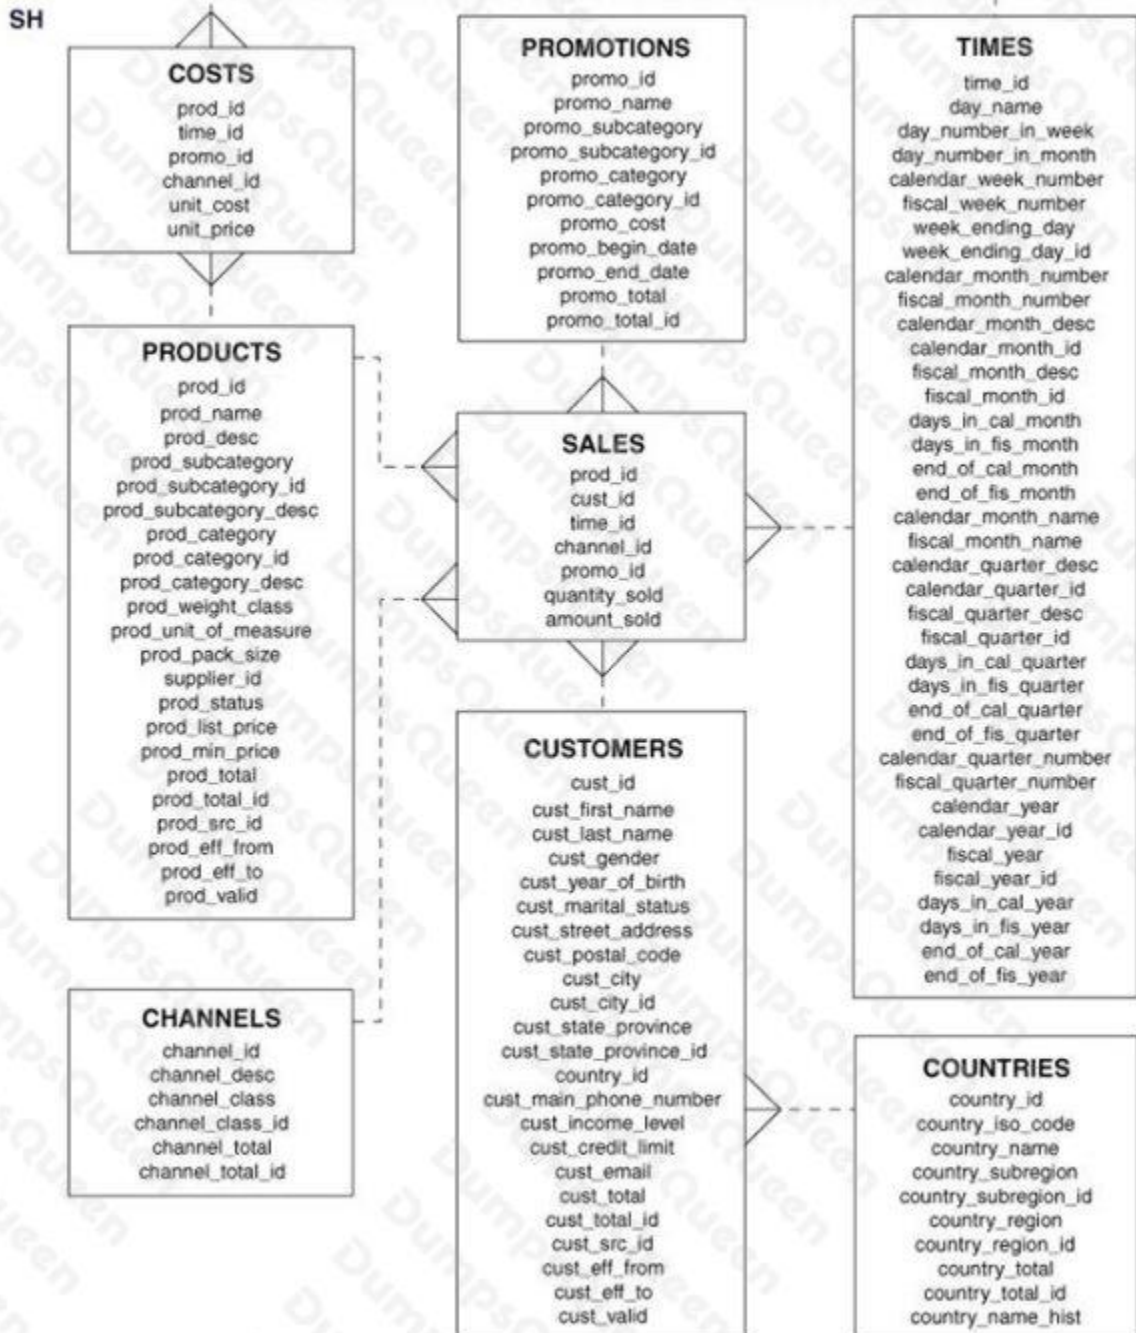 SH
COSTS
prod_id
time_id
promo_id
channel_id
unit_cost
unit_price
PRODUCTS
prod_id
prod_name
prod_desc
prod_subcategory
prod_subcategory_id
prod_subcategory_desc
prod_category
prod_category_id
prod_category_desc
prod_weight_class
prod_unit_of_measure
prod_pack_size
supplier_id
prod_status
prod_list_price
prod_min_price
prod_total
prod_total_id
prod_src_id
prod_eff_from
prod_eff_to
prod_valid
CHANNELS
channel_id
channel_desc
channel_class
channel_class_id
channel_total
channel_total_id
PROMOTIONS
promo_id
promo_name
promo_subcategory
promo_subcategory_id
promo_category
promo_category_id
promo_cost
promo_begin_date
promo_end_date
promo_total
promo_total_id
SALES
prod_id
cust_id
time_id
channel_id
promo_id
quantity_sold
amount_sold
CUSTOMERS
cust_id
cust_first_name
cust_last_name
cust_gender
cust_year_of_birth
cust_marital_status
cust_street_address
cust_postal_code
cust_city
cust_city_id
cust_state_province
cust_state_province_id
country_id
cust_main_phone_number
cust_income_level
cust_credit_limit
cust_email
cust_total
cust_total_id
cust_src_id
cust_eff_from
cust_eff_to
cust_valid
TIMES
time_id
day_name
day_number_in_week
day_number_in_month
calendar_week_number
fiscal_week_number
week_ending_day
week_ending_day_id
calendar_month_number
fiscal_month_number
calendar_month_desc
calendar_month_id
fiscal_month_desc
fiscal_month_id
days_in_cal_month
days_in_fis_month
end_of_cal_month
end_of_fis_month
calendar_month_name
fiscal_month_name
calendar_quarter_desc
calendar_quarter_id
fiscal_quarter_desc
fiscal_quarter_id
days_in_cal_quarter
days_in_fis_quarter
end_of_cal_quarter
end_of_fis_quarter
calendar_quarter_number
fiscal_quarter_number
calendar_year
calendar_year_id
fiscal_year
fiscal_year_id
days_in_cal_year
days_in_fis_year
end_of_cal_year
end_of_fis_year
COUNTRIES
country_id
country_iso_code
country_name
country_subregion
country_subregion_id
country_region
country_region_id
country_total
country_total_id
country_name_hist
DumpsQueen